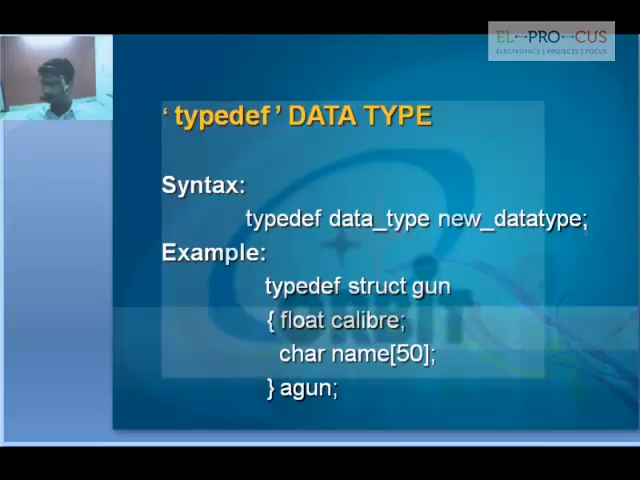 EL PRO CUS
ELECTRONICS | PROJECTS | FOCUS
' typedef ' DATA TYPE
Syntax:
typedef data_type new_datatype;
Example:
typedef struct gun
{ float calibre;
char name[50];
} agun;